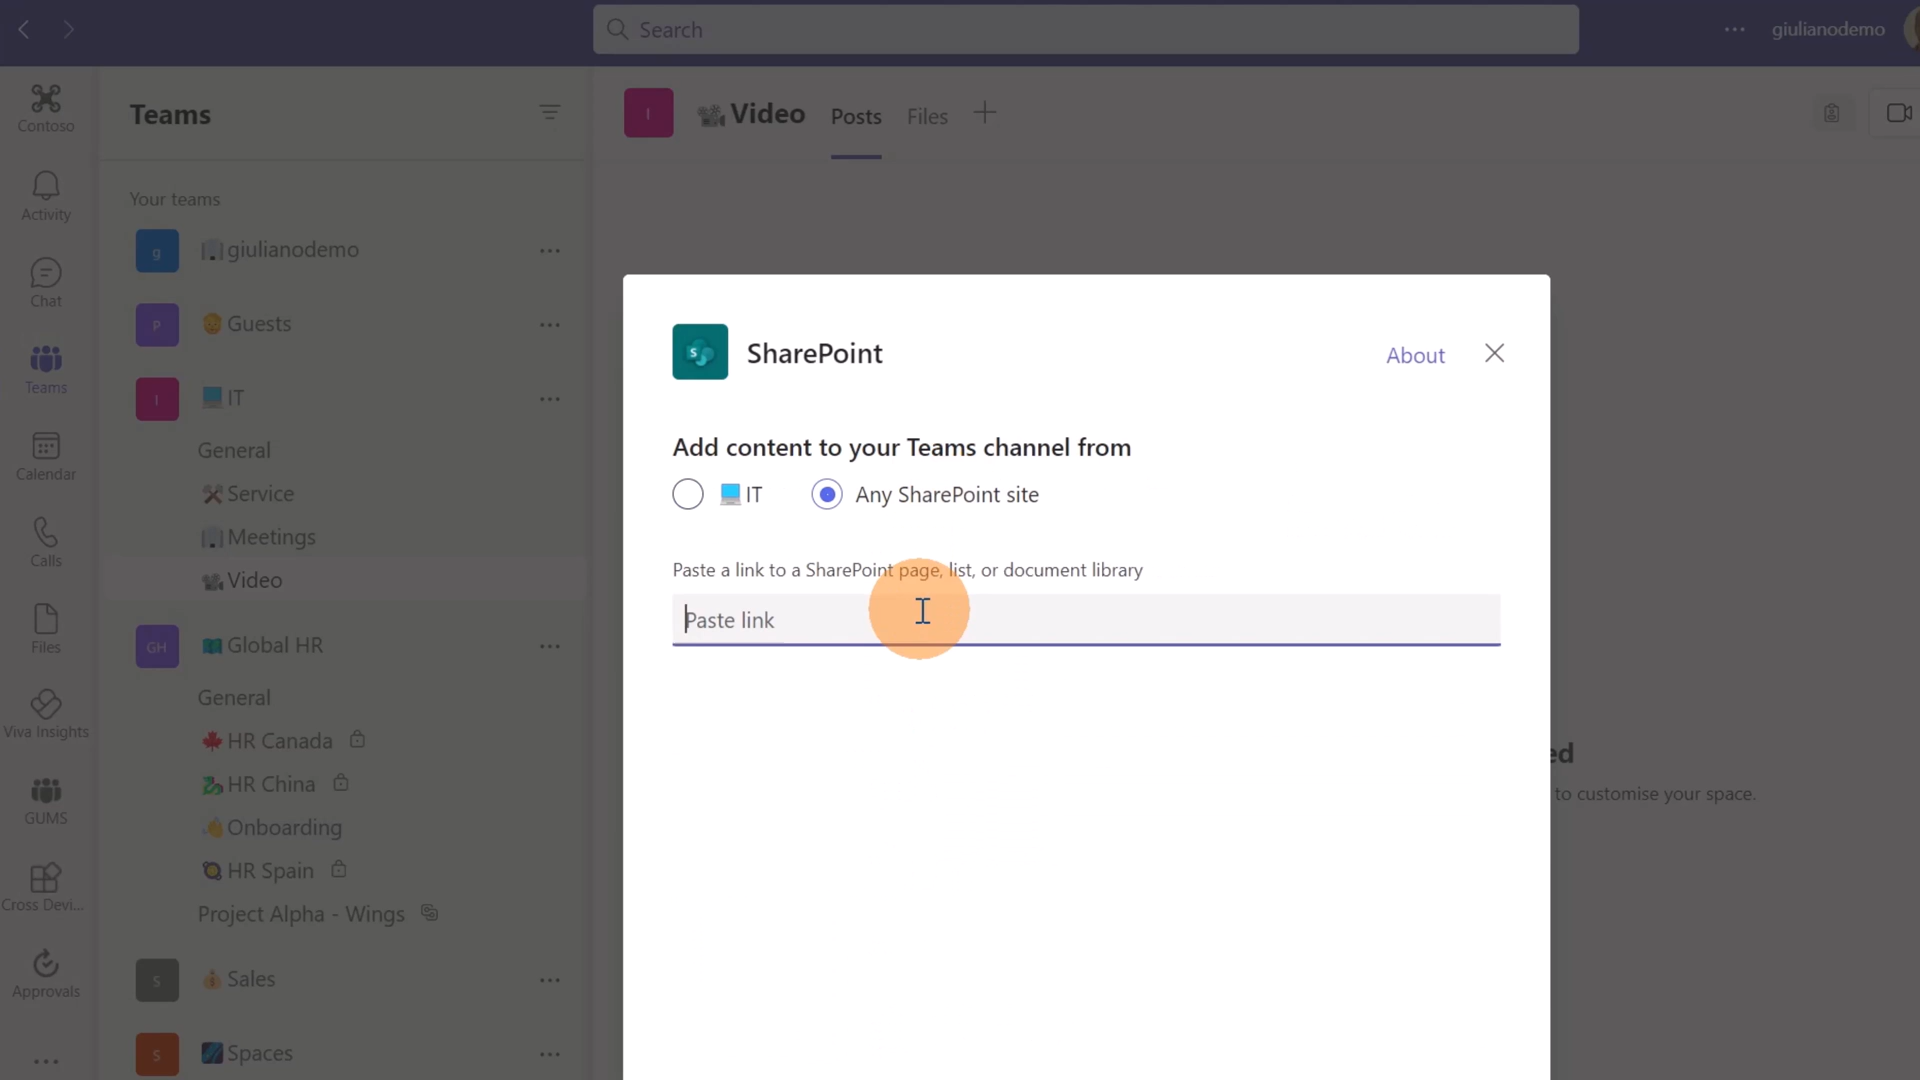 Search
giulianodemo
Contoso
Activity
Chat
Teams
Calendar
Calls
Files
Viva Insights
GUMS
Cross Devi...
Approvals
Teams
Your teams
g
giulianodemo
P
Guests
I
IT
General
Service
Meetings
Video
GH
Global HR
General
HR Canada
HR China
Onboarding
HR Spain
Project Alpha - Wings
S
Sales
S
Spaces
I
Video
Posts
Files
S
SharePoint
About
Add content to your Teams channel from
IT
Any SharePoint site
Paste a link to a SharePoint page, list, or document library
Paste link
ed
to customise your space.